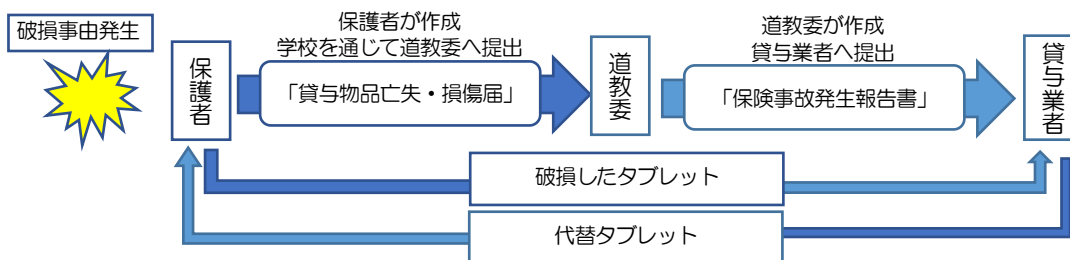 破損事由発生
保護者
保護者が作成
学校を通じて道教委へ提出
「貸与物品亡失・損傷届」
道教委
道教委が作成
貸与業者へ提出
「保険事故発生報告書」
貸与業者
破損したタブレット
代替タブレット